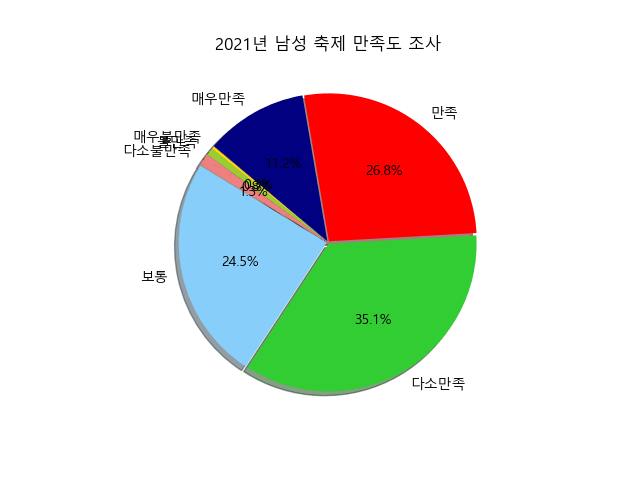 2021년 남성 축제 만족도 조사
매우만족
만족
매우불만족
다소불만족
11.2%
26.8%
1.3%
24.5%
보통
35.1%
다소만족